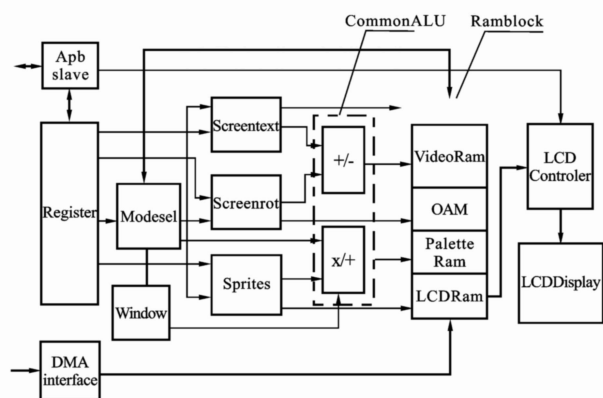 CommonALU
Ramblock
Apb
slave
Screentext
+/-
VideoRam
LCD
Controler
Register
Modesel
Screenrot
OAM
Palette
Ram
x/+
Sprites
LCDRam
LCDDisplay
Window
DMA
interface